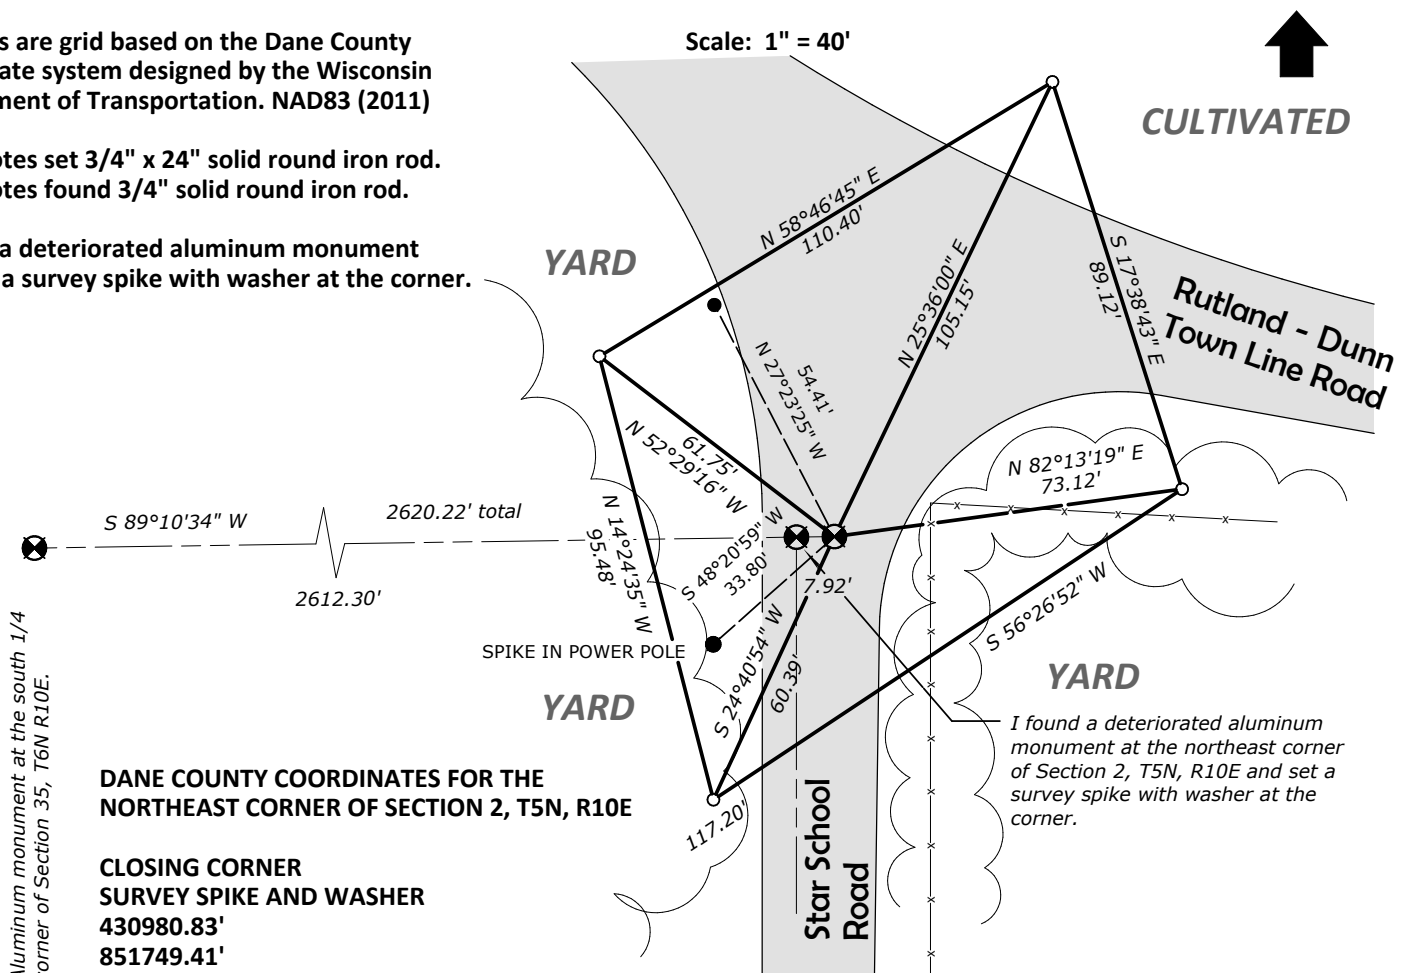 s are grid based on the Dane County
ate system designed by the Wisconsin
ment of Transportation. NAD83 (2011)
otes set 3/4" x 24" solid round iron rod.
otes found 3/4" solid round iron rod.
a deteriorated aluminum monument
a survey spike with washer at the corner.
Scale: 1" = 40'
CULTIVATED
YARD
N 58°46'45" E
110.40'
N 25°36'00" E
105.15'
S 17°38'43" E
89.12'
Rutland - Dunn
Town Line Road
54.41'
N 27°23'25" W
61.75'
N 52°29'16" W
N 82°13'19" E
73.12'
S 89°10'34" W
2620.22' total
2612.30'
N 14°24'35" W
95.48'
S 48°20'59" W
33.80'
7.92'
SPIKE IN POWER POLE
S 24°40'54" W
60.39'
S 56°26'52" W
117.20'
YARD
YARD
I found a deteriorated aluminum
monument at the northeast corner
of Section 2, T5N, R10E and set a
survey spike with washer at the
corner.
Star School
Road
Aluminum monument at the south 1/4
corner of Section 35, T6N R10E.
DANE COUNTY COORDINATES FOR THE
NORTHEAST CORNER OF SECTION 2, T5N, R10E
CLOSING CORNER
SURVEY SPIKE AND WASHER
430980.83'
851749.41'